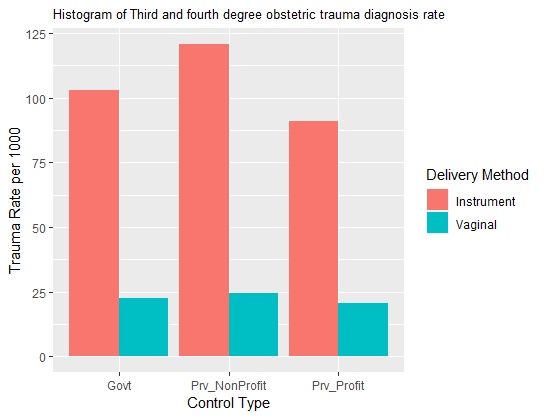 Histogram of Third and fourth degree obstetric trauma diagnosis rate
125
100
75
50
25
0
Trauma Rate per 1000
Govt
Prv_NonProfit
Prv_Profit
Control Type
Delivery Method
Instrument
Vaginal